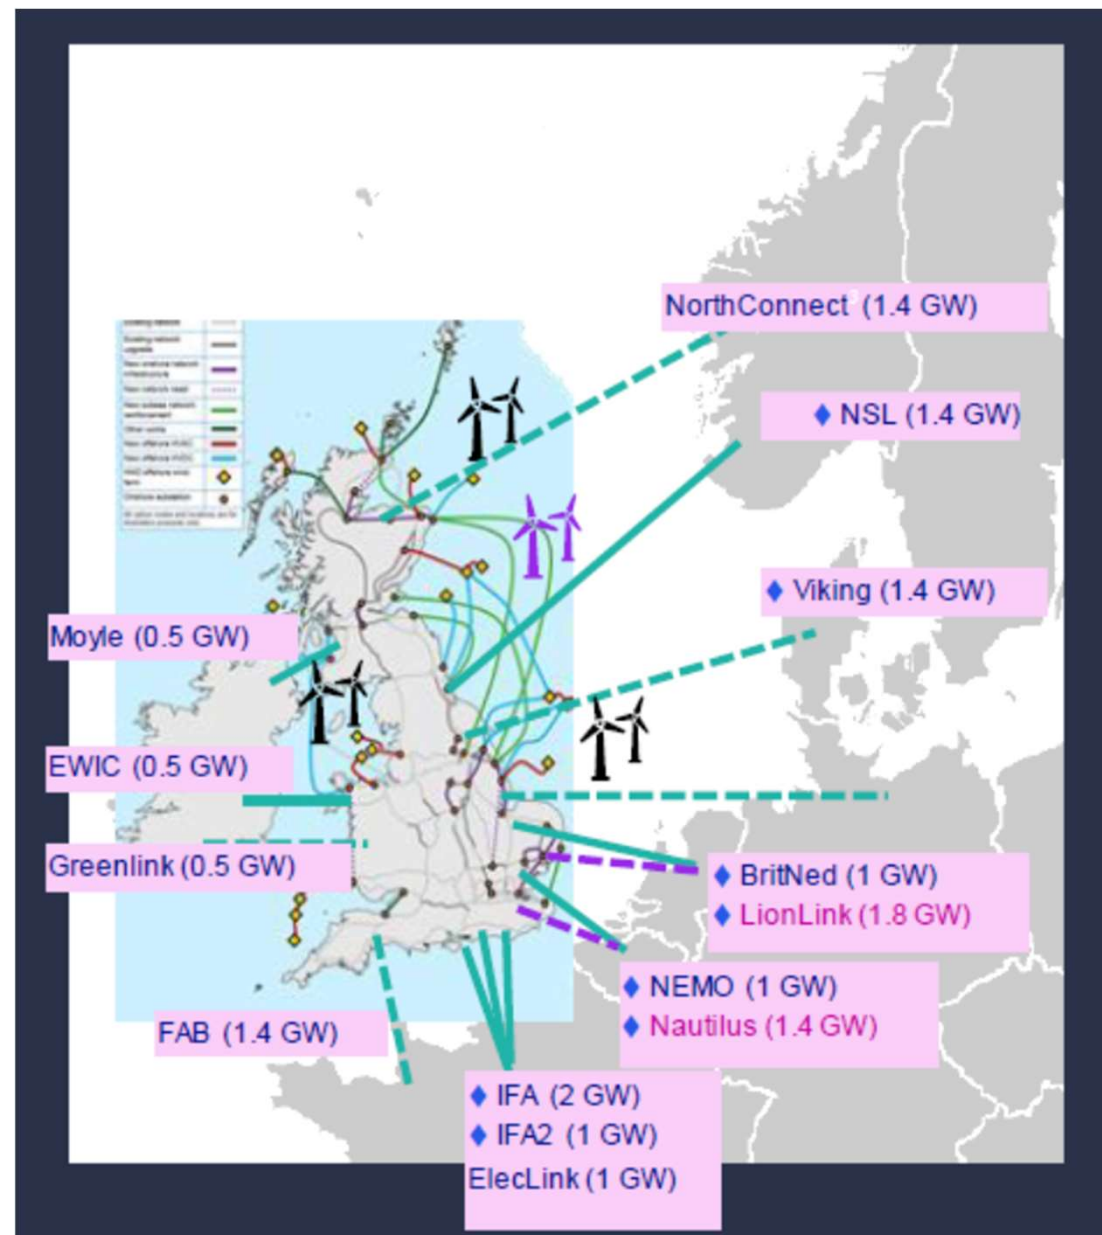 NorthConnect (1.4 GW)
♦ NSL (1.4 GW)
♦ Viking (1.4 GW)
Moyle (0.5 GW)
EWIC (0.5 GW)
Greenlink (0.5 GW)
♦ BritNed (1 GW)
♦ LionLink (1.8 GW)
♦ NEMO (1 GW)
♦ Nautilus (1.4 GW)
FAB (1.4 GW)
♦ IFA (2 GW)
♦ IFA2 (1 GW)
ElecLink (1 GW)